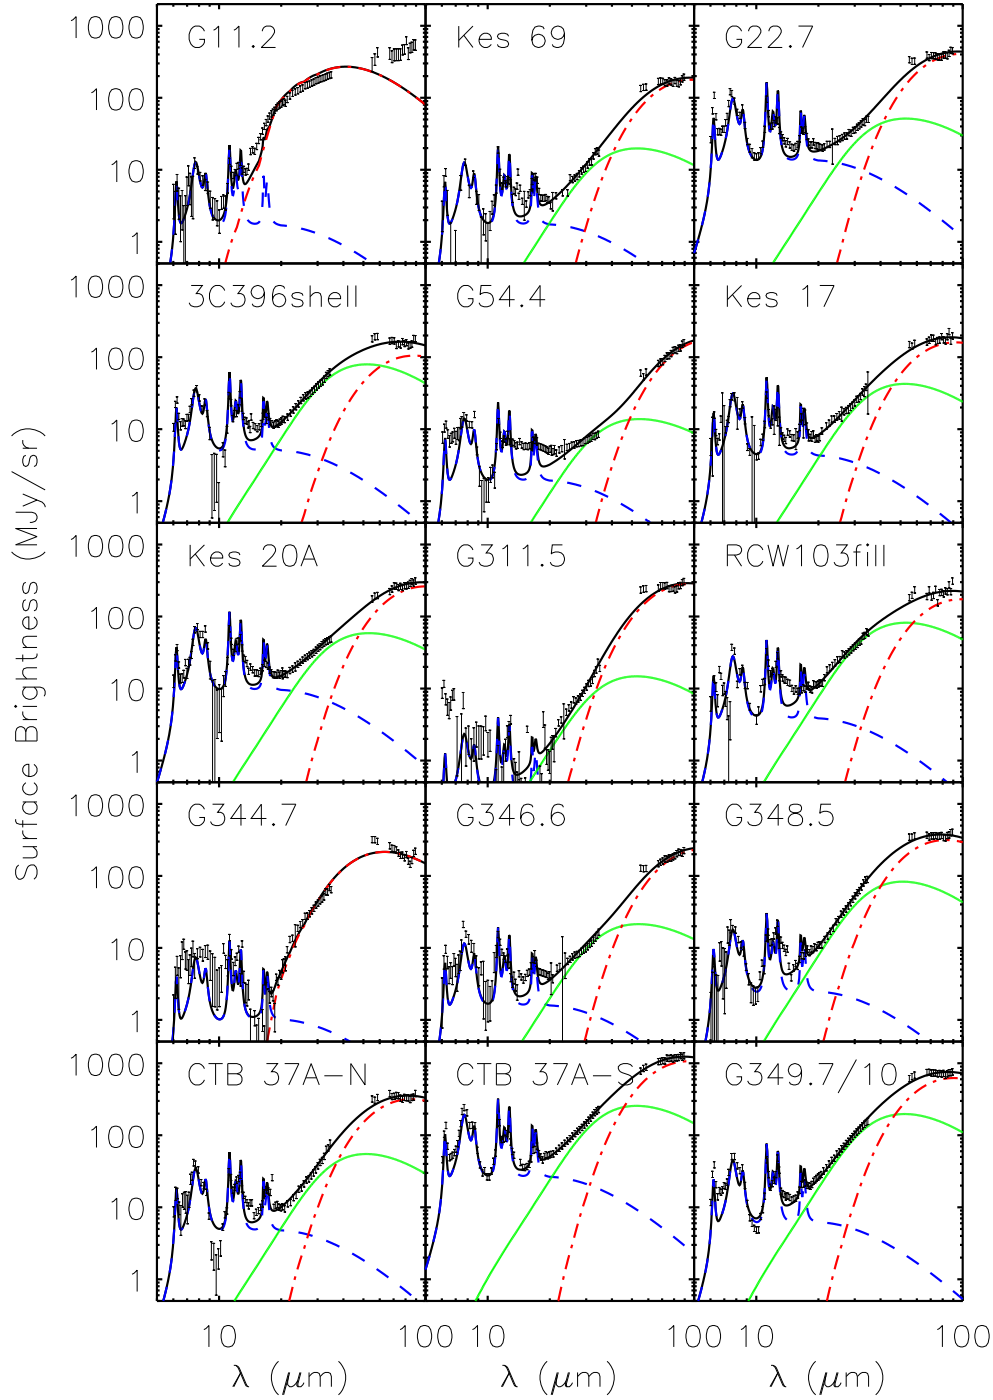 Surface Brightness (MJy/sr)
1000
100
10
1
G11.2
Kes 69
G22.7
1000
100
10
1
3C396shell
G54.4
Kes 17
1000
100
10
1
Kes 20A
G311.5
RCW103fill
1000
100
10
1
G344.7
G346.6
G348.5
1000
100
10
1
CTB 37A-N
CTB 37A-S
G349.7/10
10 100 10 100 10 100
λ (μm) λ (μm) λ (μm)